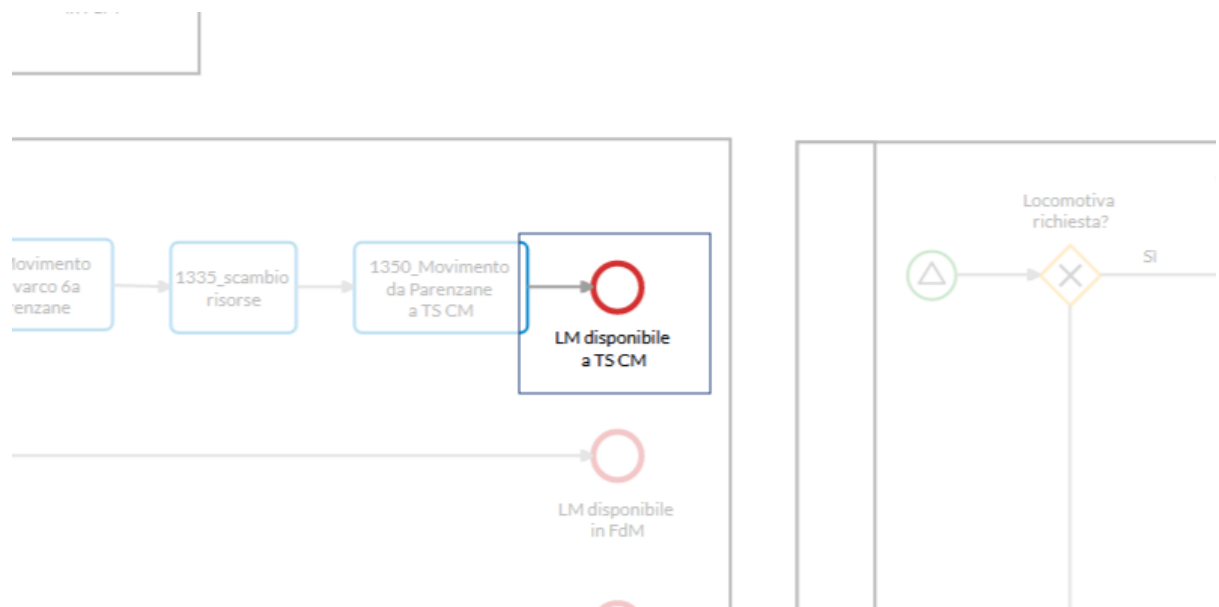 Movimento
varco 6a
1335_scambio
risorse
1350_Movimento
da Parenzane
a TS CM
LM disponibile
a TS CM
LM disponibile
in FdM
Locomotiva
richiesta?
SI